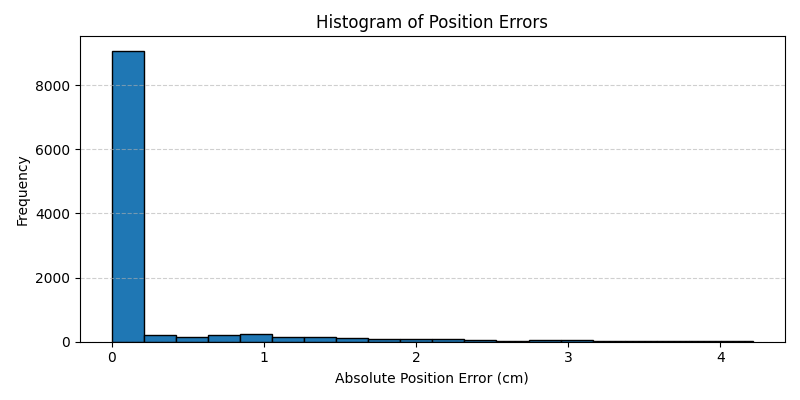 Histogram of Position Errors
Frequency
8000
6000
4000
2000
0
0 1 2 3 4
Absolute Position Error (cm)